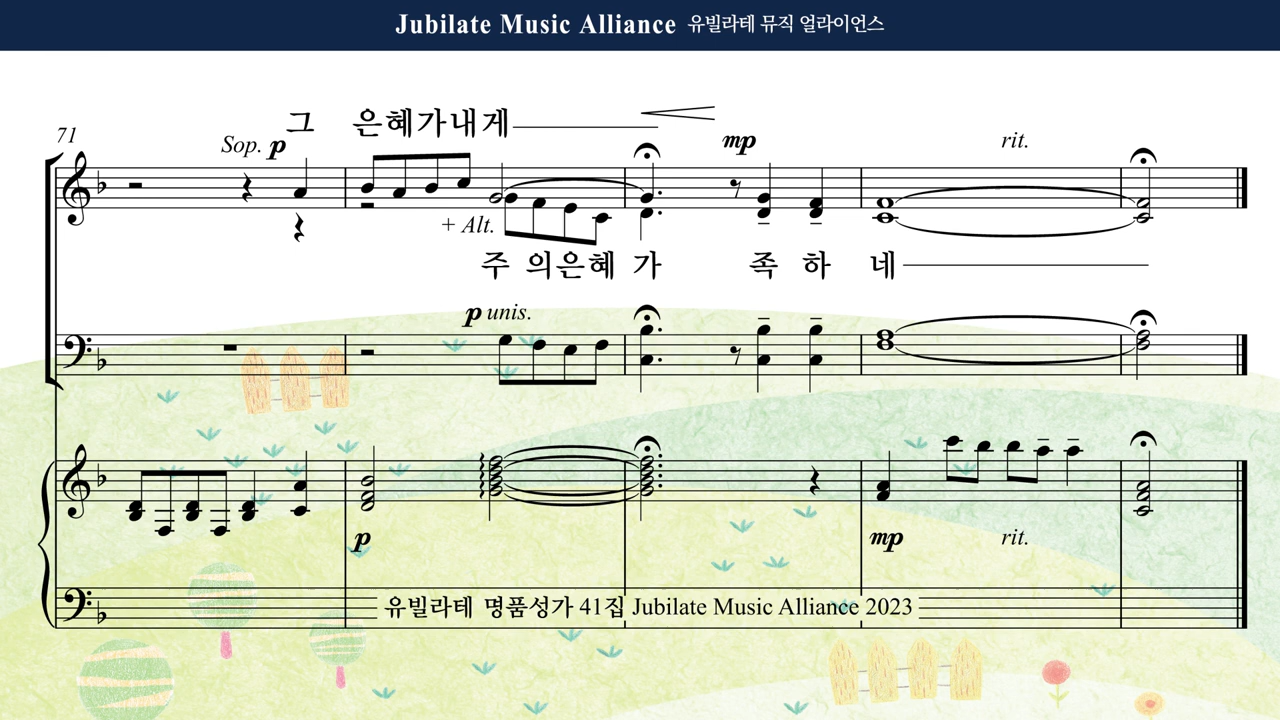 Jubilate Music Alliance 유빌라테 뮤직 얼라이언스
그 은혜가내게
71 Sop. p mp rit.
+ Alt.
주 의은혜 가 족 하 네
p unis.
p mp rit.
유빌라테 명품성가 41집 Jubilate Music Alliance 2023